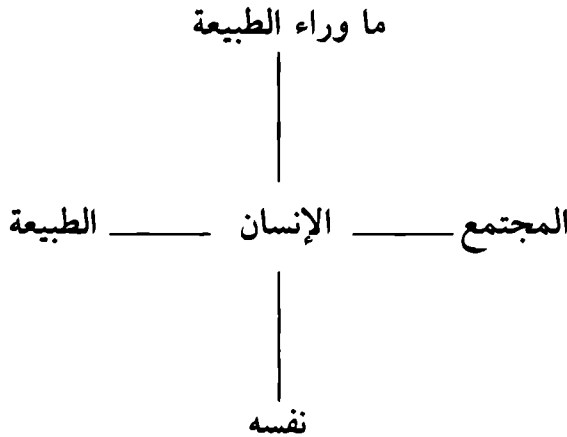 ما وراء الطبيعة
المجتمع الإنسان الطبيعة
نفسه